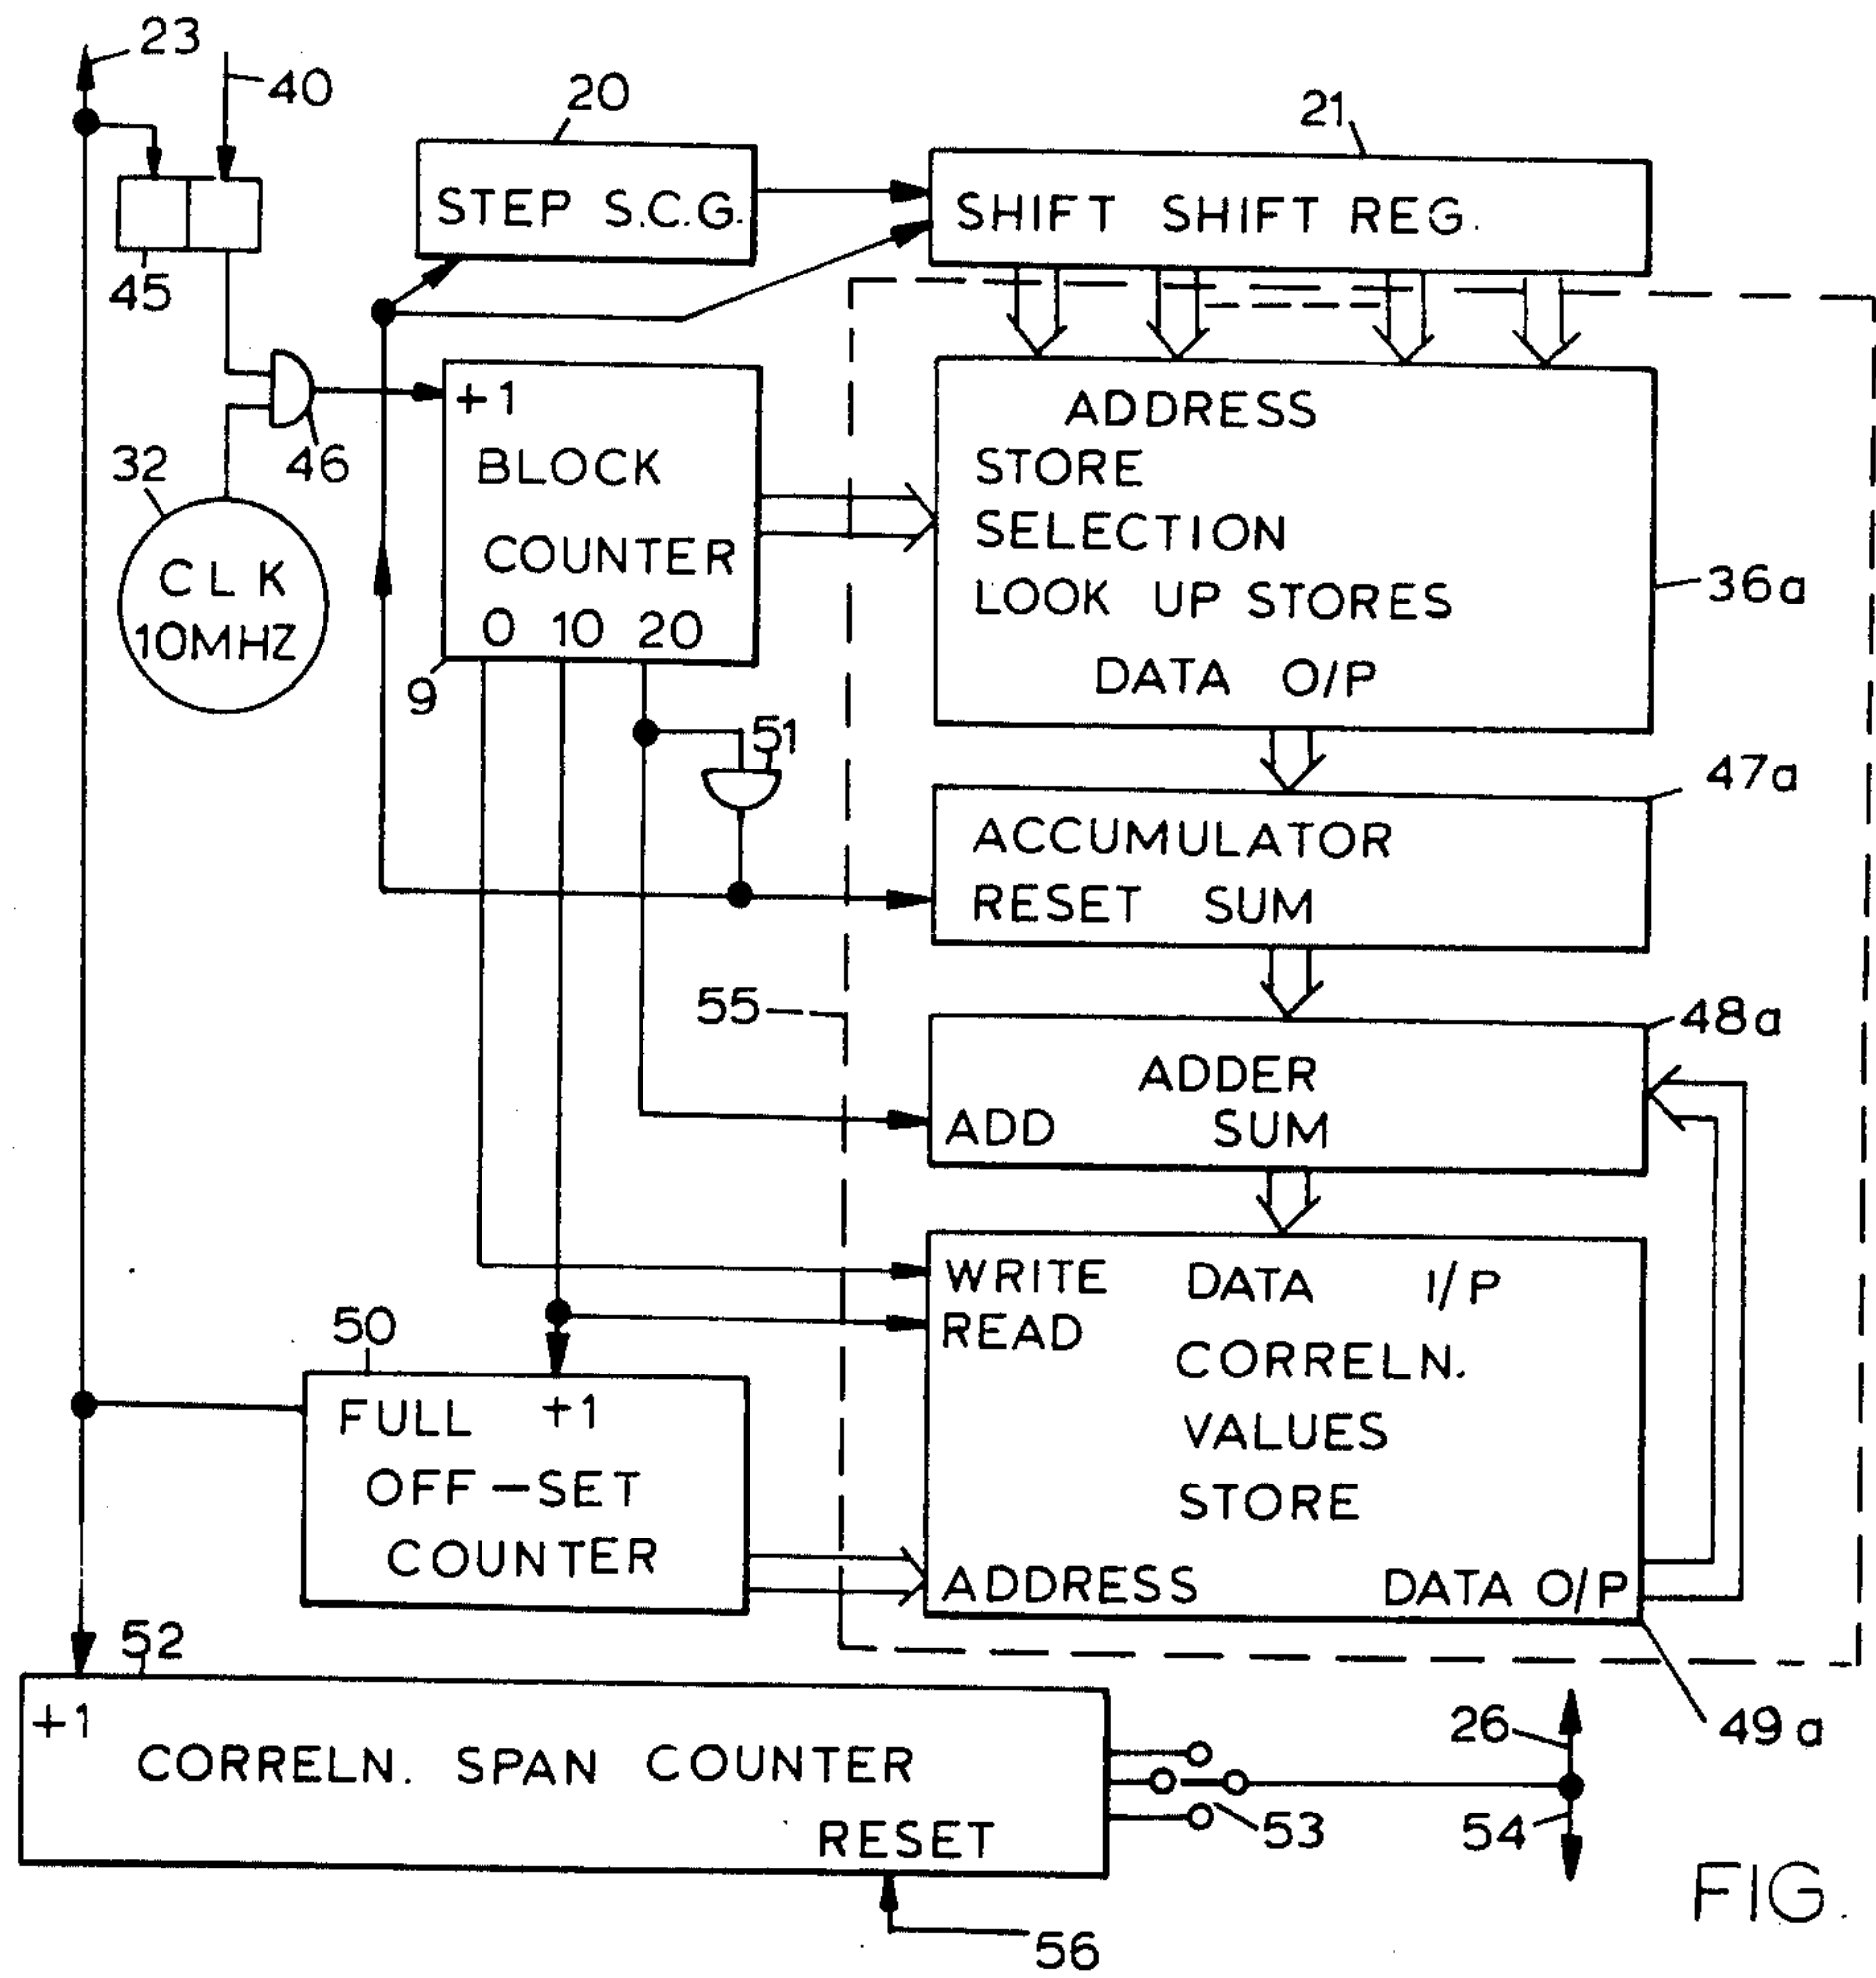 23
40
20
21
STEP S.C.G.
SHIFT SHIFT REG.
45
+1
BLOCK
COUNTER
0 10 20
9
46
32
CLK
10MHZ
ADDRESS
STORE
SELECTION
LOOK UP STORES
DATA O/P
36a
51
47a
ACCUMULATOR
RESET SUM
55
48a
ADDER
ADD SUM
WRITE DATA I/P
READ
CORRELN.
VALUES
STORE
ADDRESS DATA O/P
50
FULL +1
OFF-SET
COUNTER
52
+1
CORRELN. SPAN COUNTER
RESET
53
26
54
49a
56
FIG.